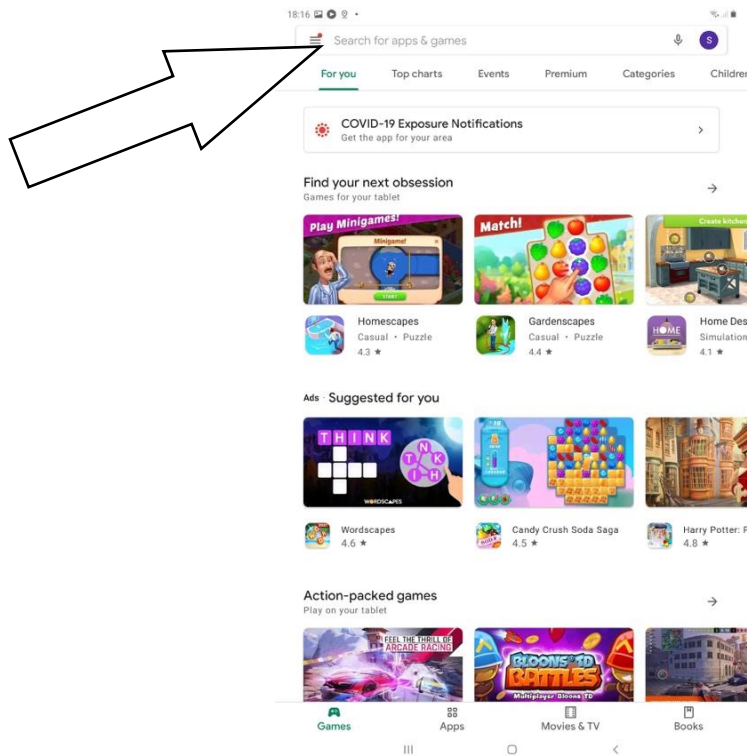 18:16
Search for apps & games
S
For you Top charts Events Premium Categories Children
COVID-19 Exposure Notifications
Get the app for your area
Find your next obsession
Games for your tablet
Play Minigames!
Minigame!
START
Match!
Create kitchen
Homescapes
Casual · Puzzle
4.3 ★
Gardenscapes
Casual · Puzzle
4.4 ★
HOME
Home Des
Simulation
4.1 ★
Ads · Suggested for you
THINK
N
T K
I H
WORDSCAPES
Wordscapes
4.6 ★
Candy Crush Soda Saga
4.5 ★
Harry Potter: P
4.8 ★
Action-packed games
Play on your tablet
FEEL THE THRILL OF
ARCADE RACING
BLOONS TD
BATTLES
Multiplayer Bloons TD
Games Apps Movies & TV Books